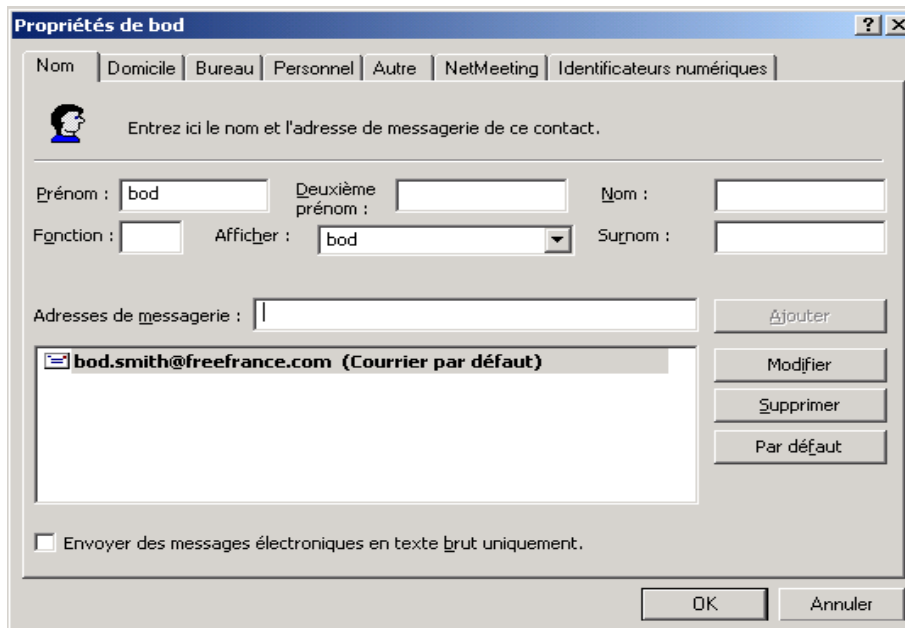 Propriétés de bod
Nom Domicile Bureau Personnel Autre NetMeeting Identificateurs numériques
Entrez ici le nom et l'adresse de messagerie de ce contact.
Prénom : bod Deuxième prénom : Nom :
Fonction : Afficher : bod Surnom :
Adresses de messagerie : Ajouter
bod.smith@freefrance.com (Courrier par défaut) Modifier
Supprimer
Par défaut
Envoyer des messages électroniques en texte brut uniquement.
OK Annuler